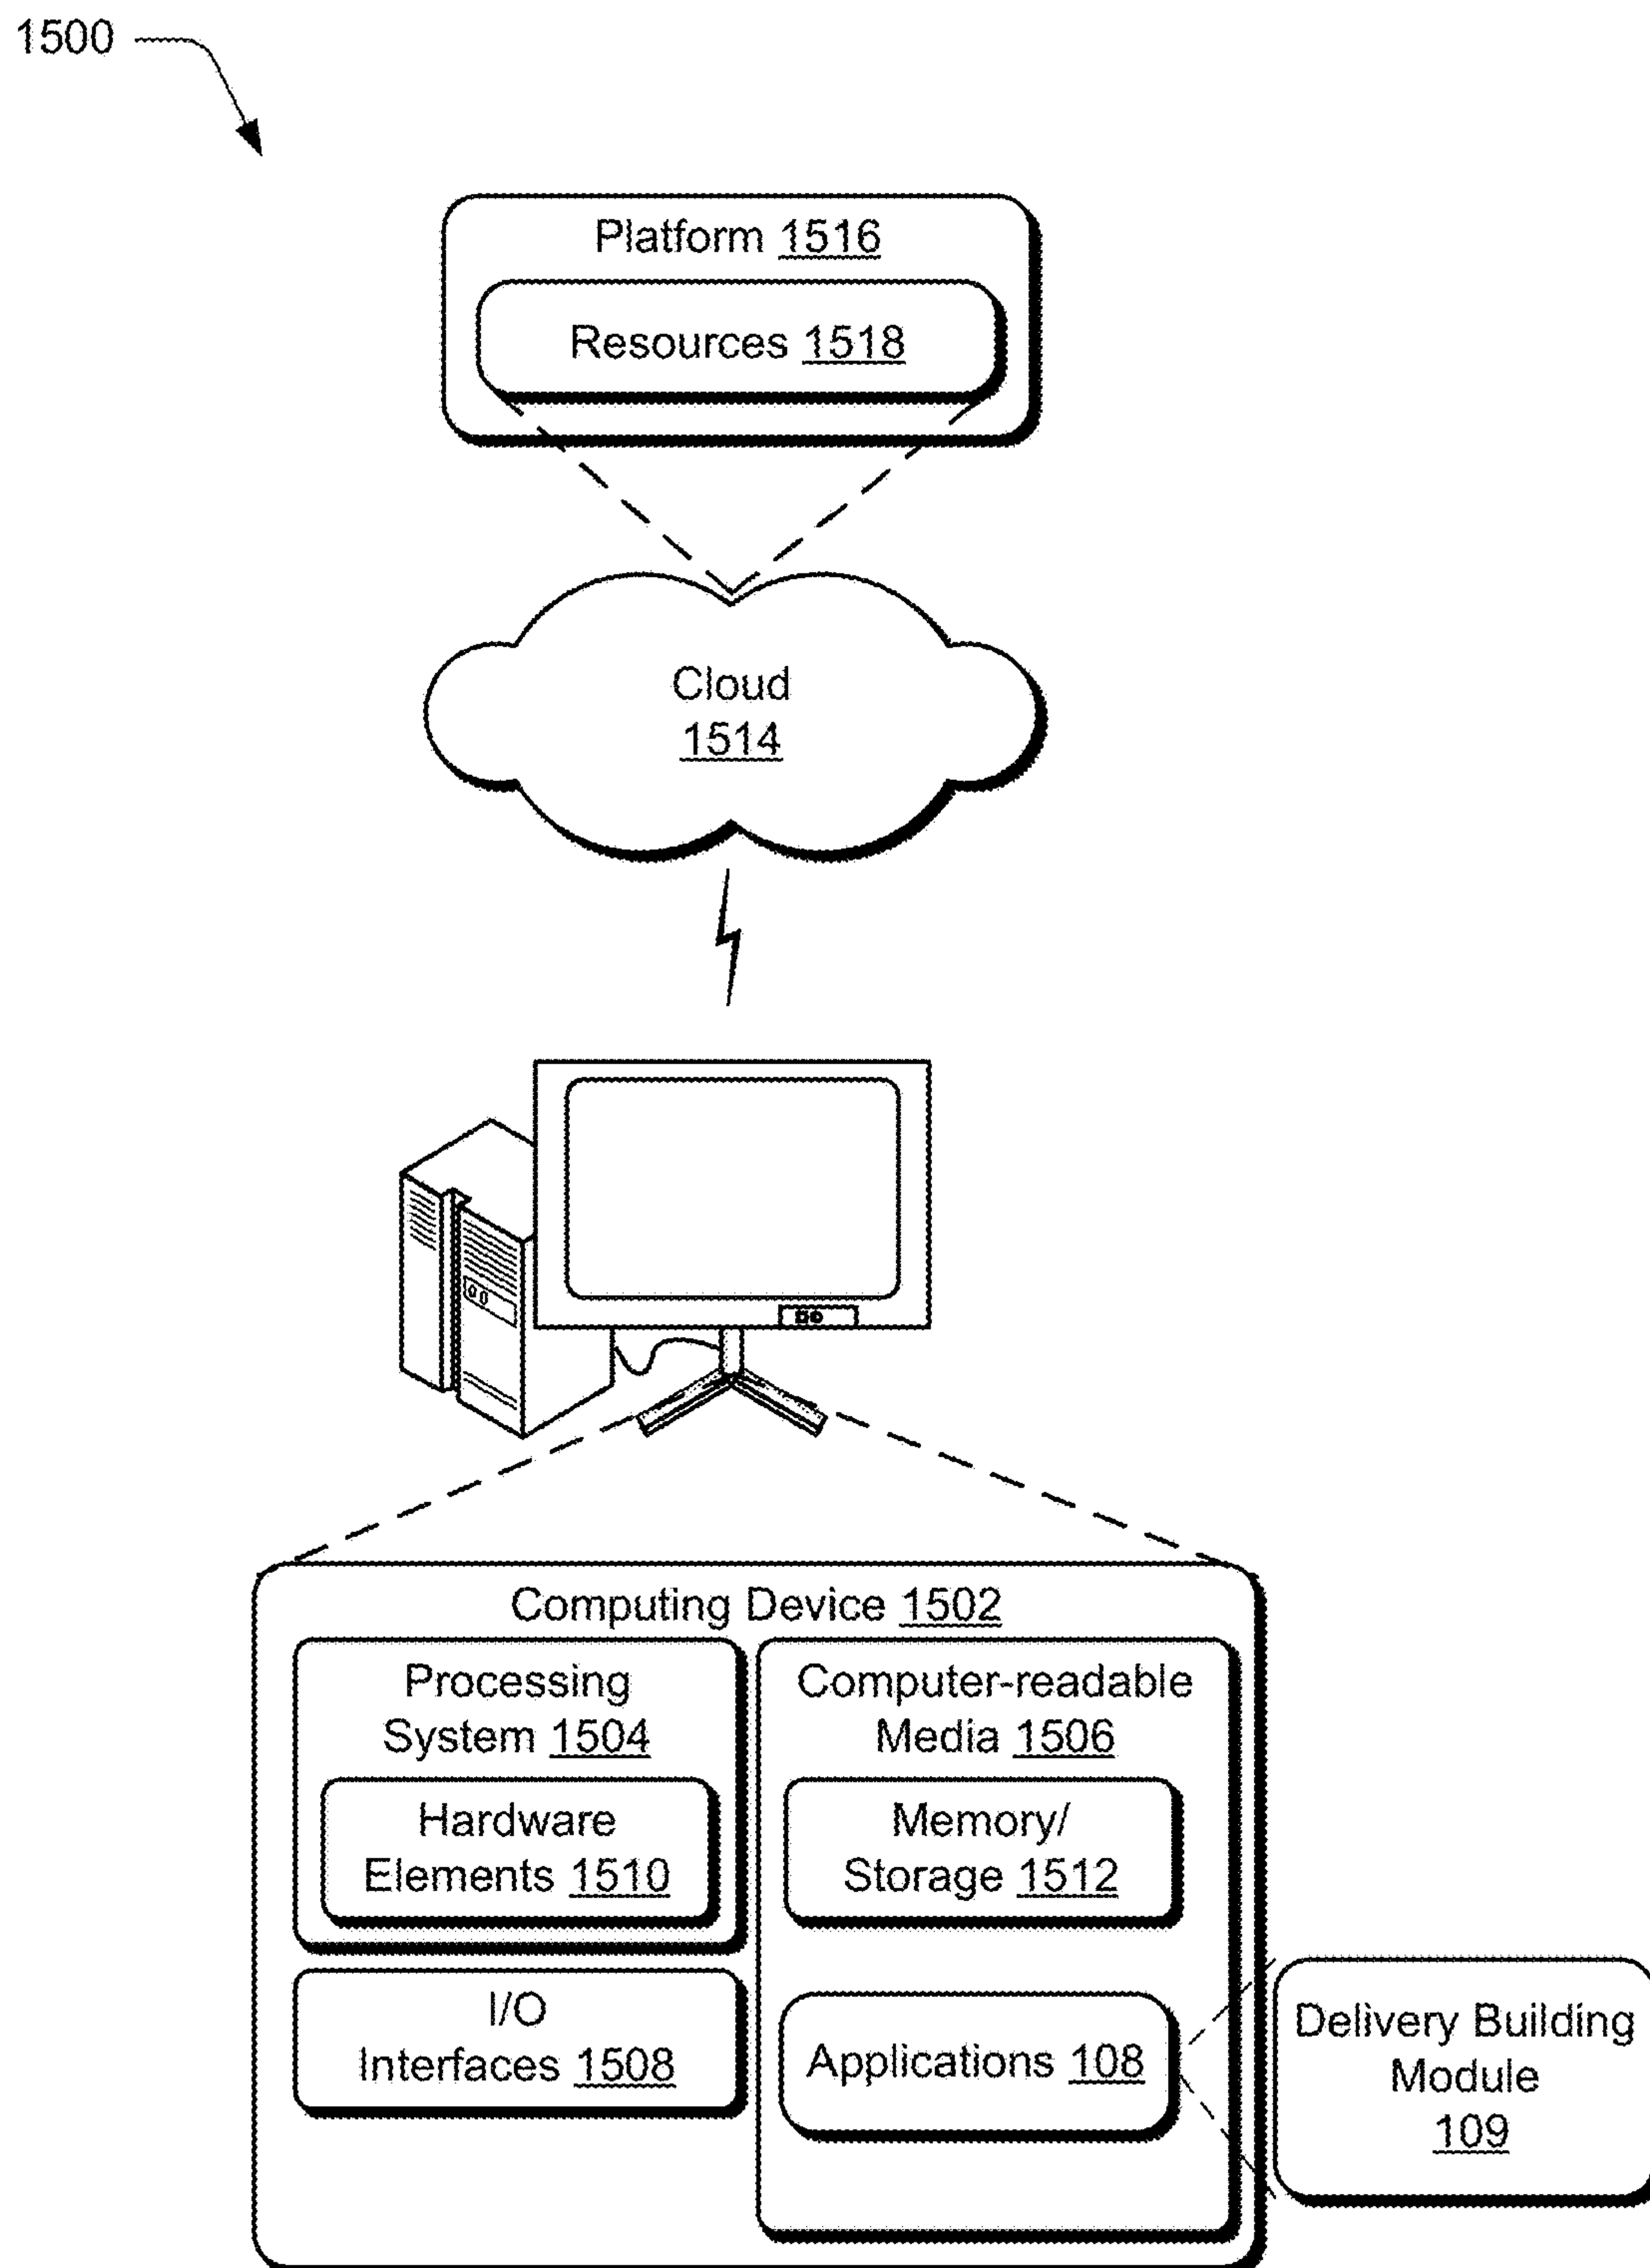 1500
Platform 1516
Resources 1518
Cloud
1514
Computing Device 1502
Processing
System 1504
Hardware
Elements 1510
I/O
Interfaces 1508
Computer-readable
Media 1506
Memory/
Storage 1512
Applications 108
Delivery Building
Module
109